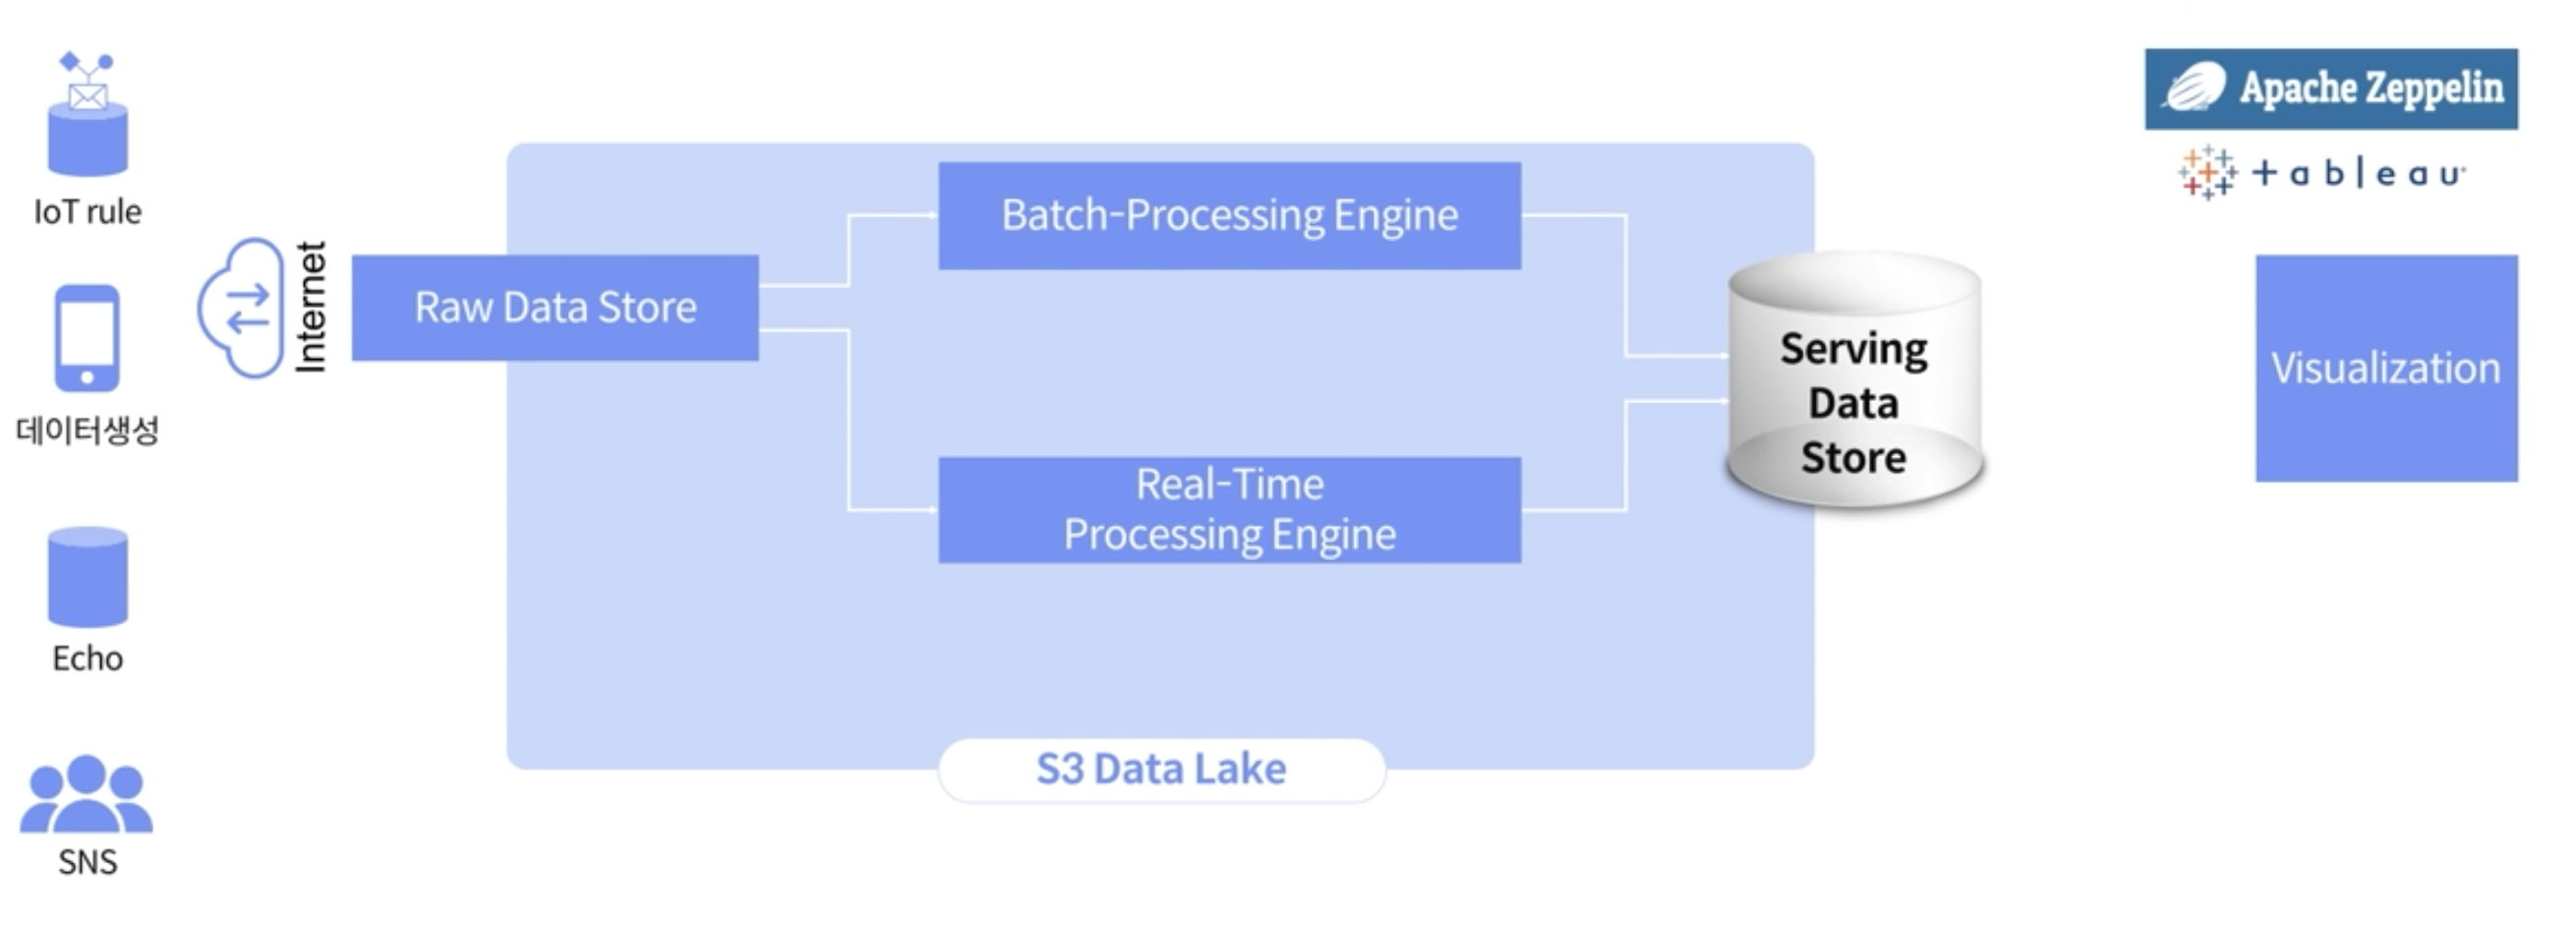 IoT rule
데이터생성
Echo
SNS
Internet
Raw Data Store
Batch-Processing Engine
Real-Time
Processing Engine
S3 Data Lake
Serving
Data
Store
Apache Zeppelin
+ableau
Visualization